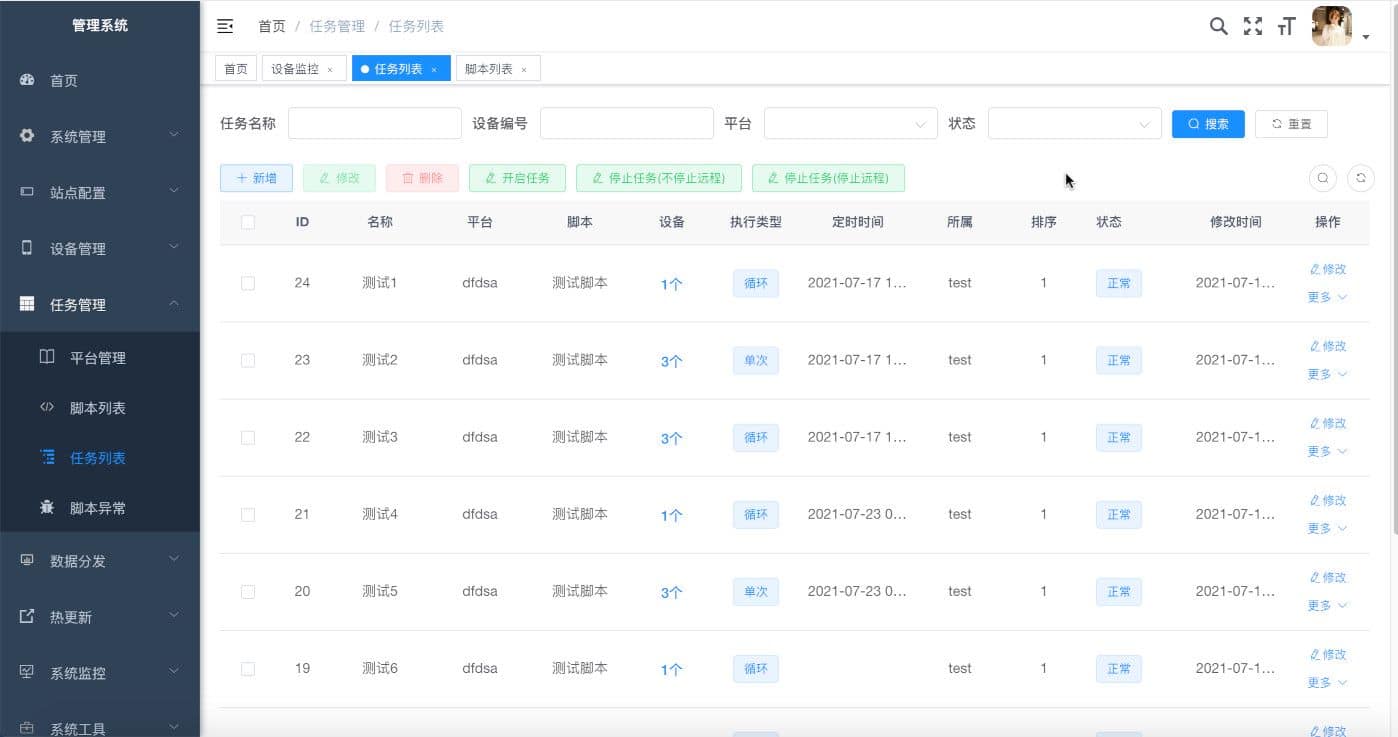 管理系统
首页
系统管理
站点配置
设备管理
任务管理
平台管理
脚本列表
任务列表
脚本异常
数据分发
热更新
系统监控
系统工具
首页 / 任务管理 / 任务列表
首页 设备监控 × 任务列表 × 脚本列表 ×
任务名称 设备编号 平台 状态 搜索 重置
+ 新增 修改 删除 开启任务 停止任务(不停止远程) 停止任务(停止远程)
ID 名称 平台 脚本 设备 执行类型 定时时间 所属 排序 状态 修改时间 操作
24 测试1 dfdsa 测试脚本 1个 循环 2021-07-17 1... test 1 正常 2021-07-1... 修改
更多
23 测试2 dfdsa 测试脚本 3个 单次 2021-07-17 1... test 1 正常 2021-07-1... 修改
更多
22 测试3 dfdsa 测试脚本 3个 循环 2021-07-17 1... test 1 正常 2021-07-1... 修改
更多
21 测试4 dfdsa 测试脚本 1个 循环 2021-07-23 0... test 1 正常 2021-07-1... 修改
更多
20 测试5 dfdsa 测试脚本 3个 单次 2021-07-23 0... test 1 正常 2021-07-1... 修改
更多
19 测试6 dfdsa 测试脚本 1个 循环 test 1 正常 2021-07-1... 修改
更多
修改